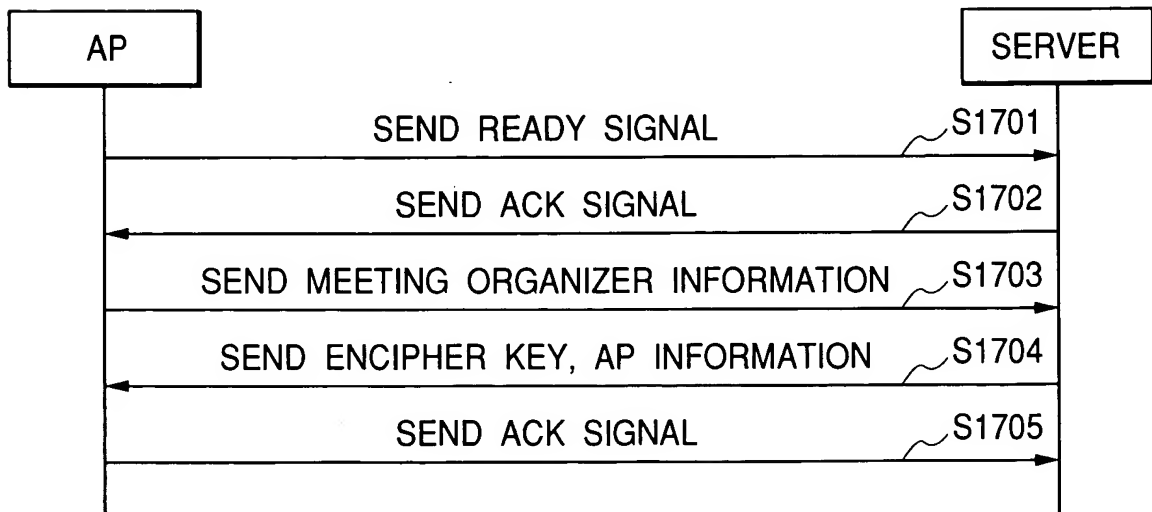 AP
SERVER
SEND READY SIGNAL
S1701
SEND ACK SIGNAL
S1702
SEND MEETING ORGANIZER INFORMATION
S1703
SEND ENCIPHER KEY, AP INFORMATION
S1704
SEND ACK SIGNAL
S1705